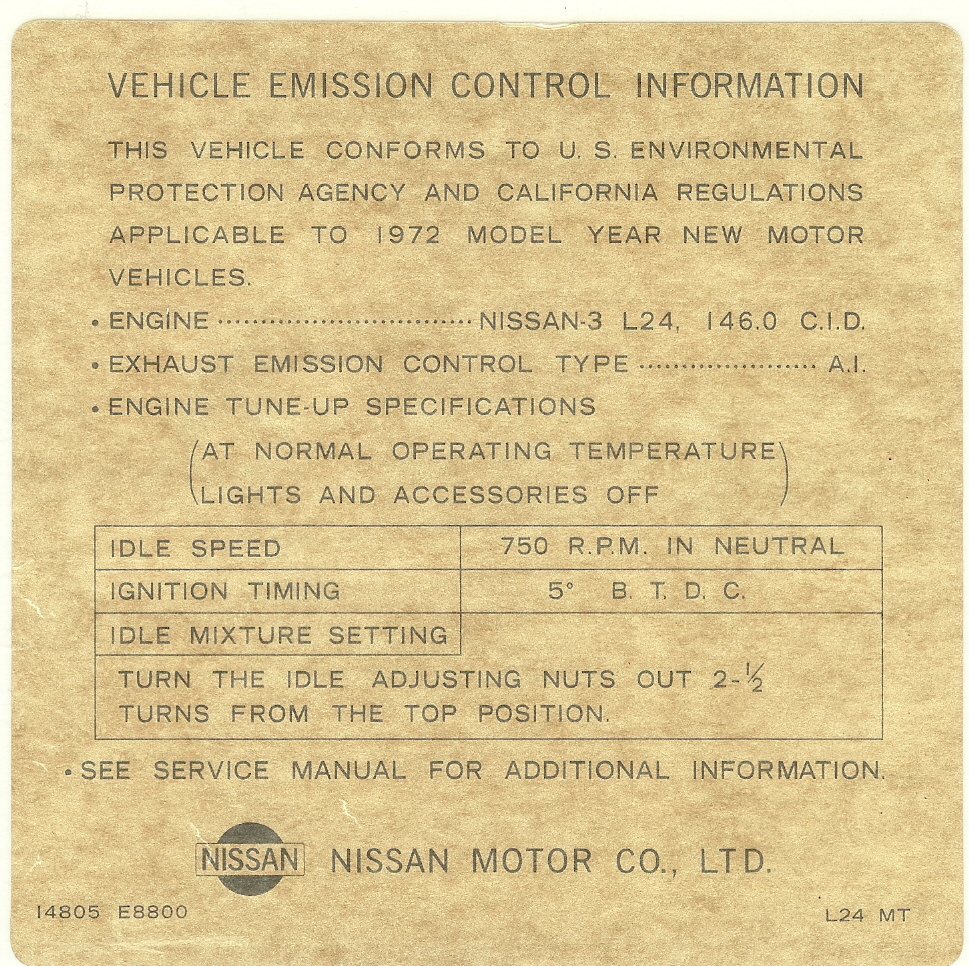 VEHICLE EMISSION CONTROL INFORMATION
THIS VEHICLE CONFORMS TO U. S. ENVIRONMENTAL
PROTECTION AGENCY AND CALIFORNIA REGULATIONS
APPLICABLE TO 1972 MODEL YEAR NEW MOTOR
VEHICLES.
• ENGINE ································ NISSAN-3 L24, 146.0 C.I.D.
• EXHAUST EMISSION CONTROL TYPE ····················· A.I.
• ENGINE TUNE-UP SPECIFICATIONS
(AT NORMAL OPERATING TEMPERATURE
LIGHTS AND ACCESSORIES OFF)
IDLE SPEED 750 R.P.M. IN NEUTRAL
IGNITION TIMING 5° B. T. D. C.
IDLE MIXTURE SETTING
TURN THE IDLE ADJUSTING NUTS OUT 2-½
TURNS FROM THE TOP POSITION.
• SEE SERVICE MANUAL FOR ADDITIONAL INFORMATION.
NISSAN NISSAN MOTOR CO., LTD.
14805 E8800 L24 MT